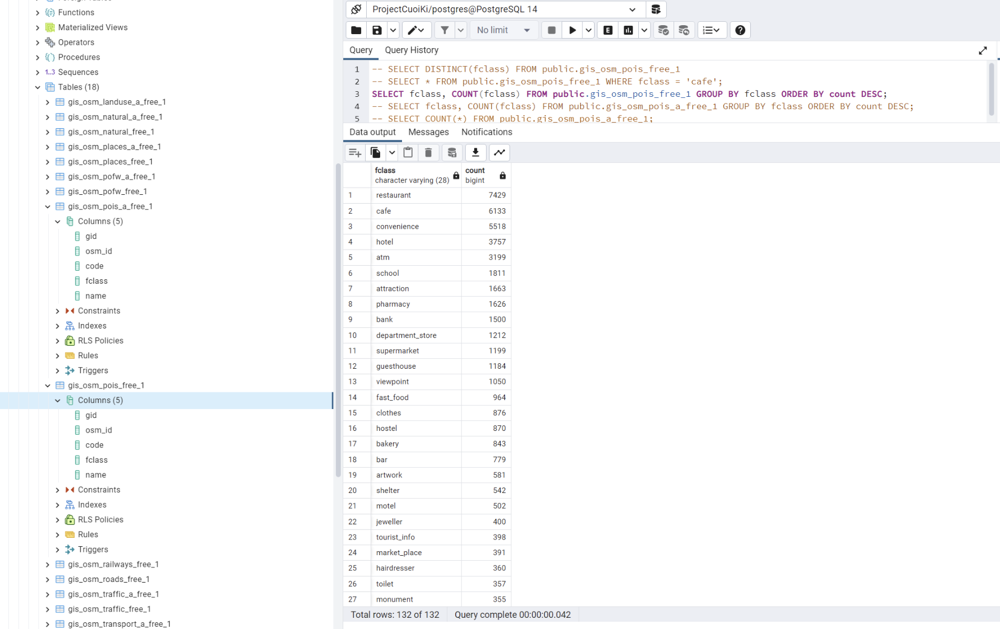 Functions
Materialized Views
Operators
Procedures
1..3 Sequences
Tables (18)
gis_osm_landuse_a_free_1
gis_osm_natural_a_free_1
gis_osm_natural_free_1
gis_osm_places_a_free_1
gis_osm_places_free_1
gis_osm_pofw_a_free_1
gis_osm_pofw_free_1
gis_osm_pois_a_free_1
Columns (5)
gid
osm_id
code
fclass
name
Constraints
Indexes
RLS Policies
Rules
Triggers
gis_osm_pois_free_1
Columns (5)
gid
osm_id
code
fclass
name
Constraints
Indexes
RLS Policies
Rules
Triggers
gis_osm_railways_free_1
gis_osm_roads_free_1
gis_osm_traffic_a_free_1
gis_osm_traffic_free_1
gis_osm_transport_a_free_1
ProjectCuoiKi/postgres@PostgreSQL 14
No limit
E
Query Query History
1 -- SELECT DISTINCT(fclass) FROM public.gis_osm_pois_free_1
2 -- SELECT * FROM public.gis_osm_pois_free_1 WHERE fclass = 'cafe';
3 SELECT fclass, COUNT(fclass) FROM public.gis_osm_pois_free_1 GROUP BY fclass ORDER BY count DESC;
4 -- SELECT fclass, COUNT(fclass) FROM public.gis_osm_pois_a_free_1 GROUP BY fclass ORDER BY count DESC;
5 -- SELECT COUNT(*) FROM public.gis_osm_pois_a_free_1;
Data output Messages Notifications
fclass count
character varying (28) bigint
1 restaurant 7429
2 cafe 6133
3 convenience 5518
4 hotel 3757
5 atm 3199
6 school 1811
7 attraction 1663
8 pharmacy 1626
9 bank 1500
10 department_store 1212
11 supermarket 1199
12 guesthouse 1184
13 viewpoint 1050
14 fast_food 964
15 clothes 876
16 hostel 870
17 bakery 843
18 bar 779
19 artwork 581
20 shelter 542
21 motel 502
22 jeweller 400
23 tourist_info 398
24 market_place 391
25 hairdresser 360
26 toilet 357
27 monument 355
Total rows: 132 of 132 Query complete 00:00:00.042